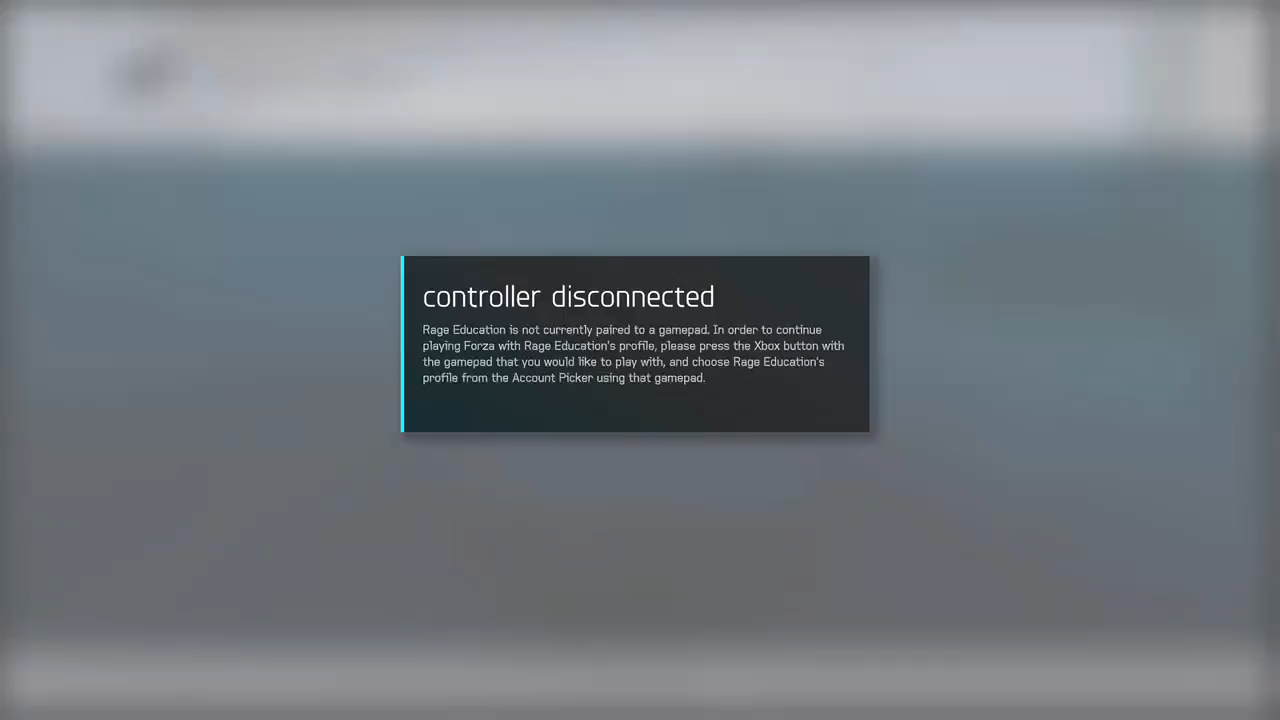 controller disconnected
Rage Education is not currently paired to a gamepad. In order to continue
playing Forza with Rage Education's profile, please press the Xbox button with
the gamepad that you would like to play with, and choose Rage Education's
profile from the Account Picker using that gamepad.